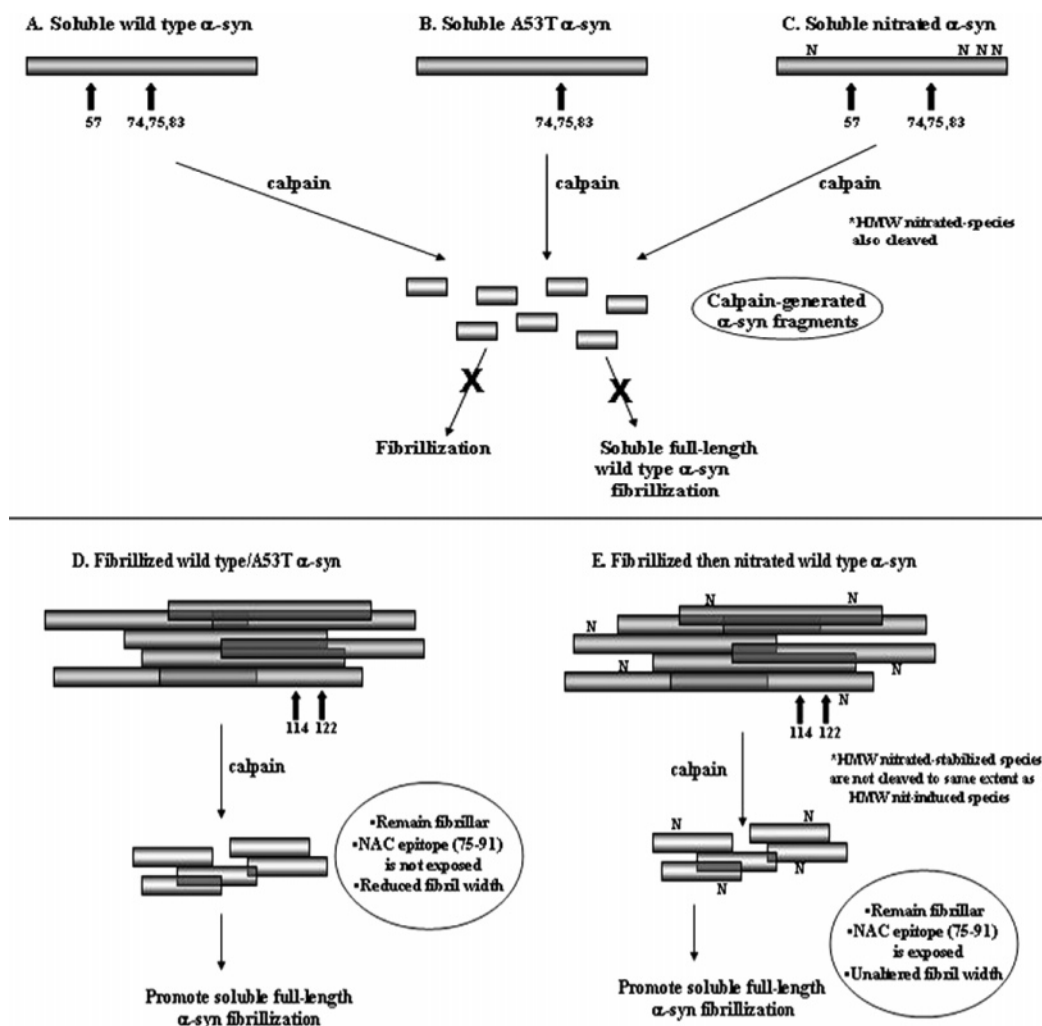 A. Soluble wild type α-syn
B. Soluble A53T α-syn
C. Soluble nitrated α-syn
N
N N N
57
74,75,83
74,75,83
57
74,75,83
calpain
calpain
calpain
*HMW nitrated-species
also cleaved
Calpain-generated
α-syn fragments
X
X
Fibrillization
Soluble full-length
wild type α-syn
fibrillization
D. Fibrillized wild type/A53T α-syn
114
122
calpain
•Remain fibrillar
•NAC epitope (75-91)
is not exposed
•Reduced fibril width
Promote soluble full-length
α-syn fibrillization
E. Fibrillized then nitrated wild type α-syn
N
N
N
N
N
N
114
122
*HMW nitrated-stabilized species
are not cleaved to same extent as
HMW nit-induced species
calpain
N
N
N
N
•Remain fibrillar
•NAC epitope (75-91)
is exposed
•Unaltered fibril width
Promote soluble full-length
α-syn fibrillization